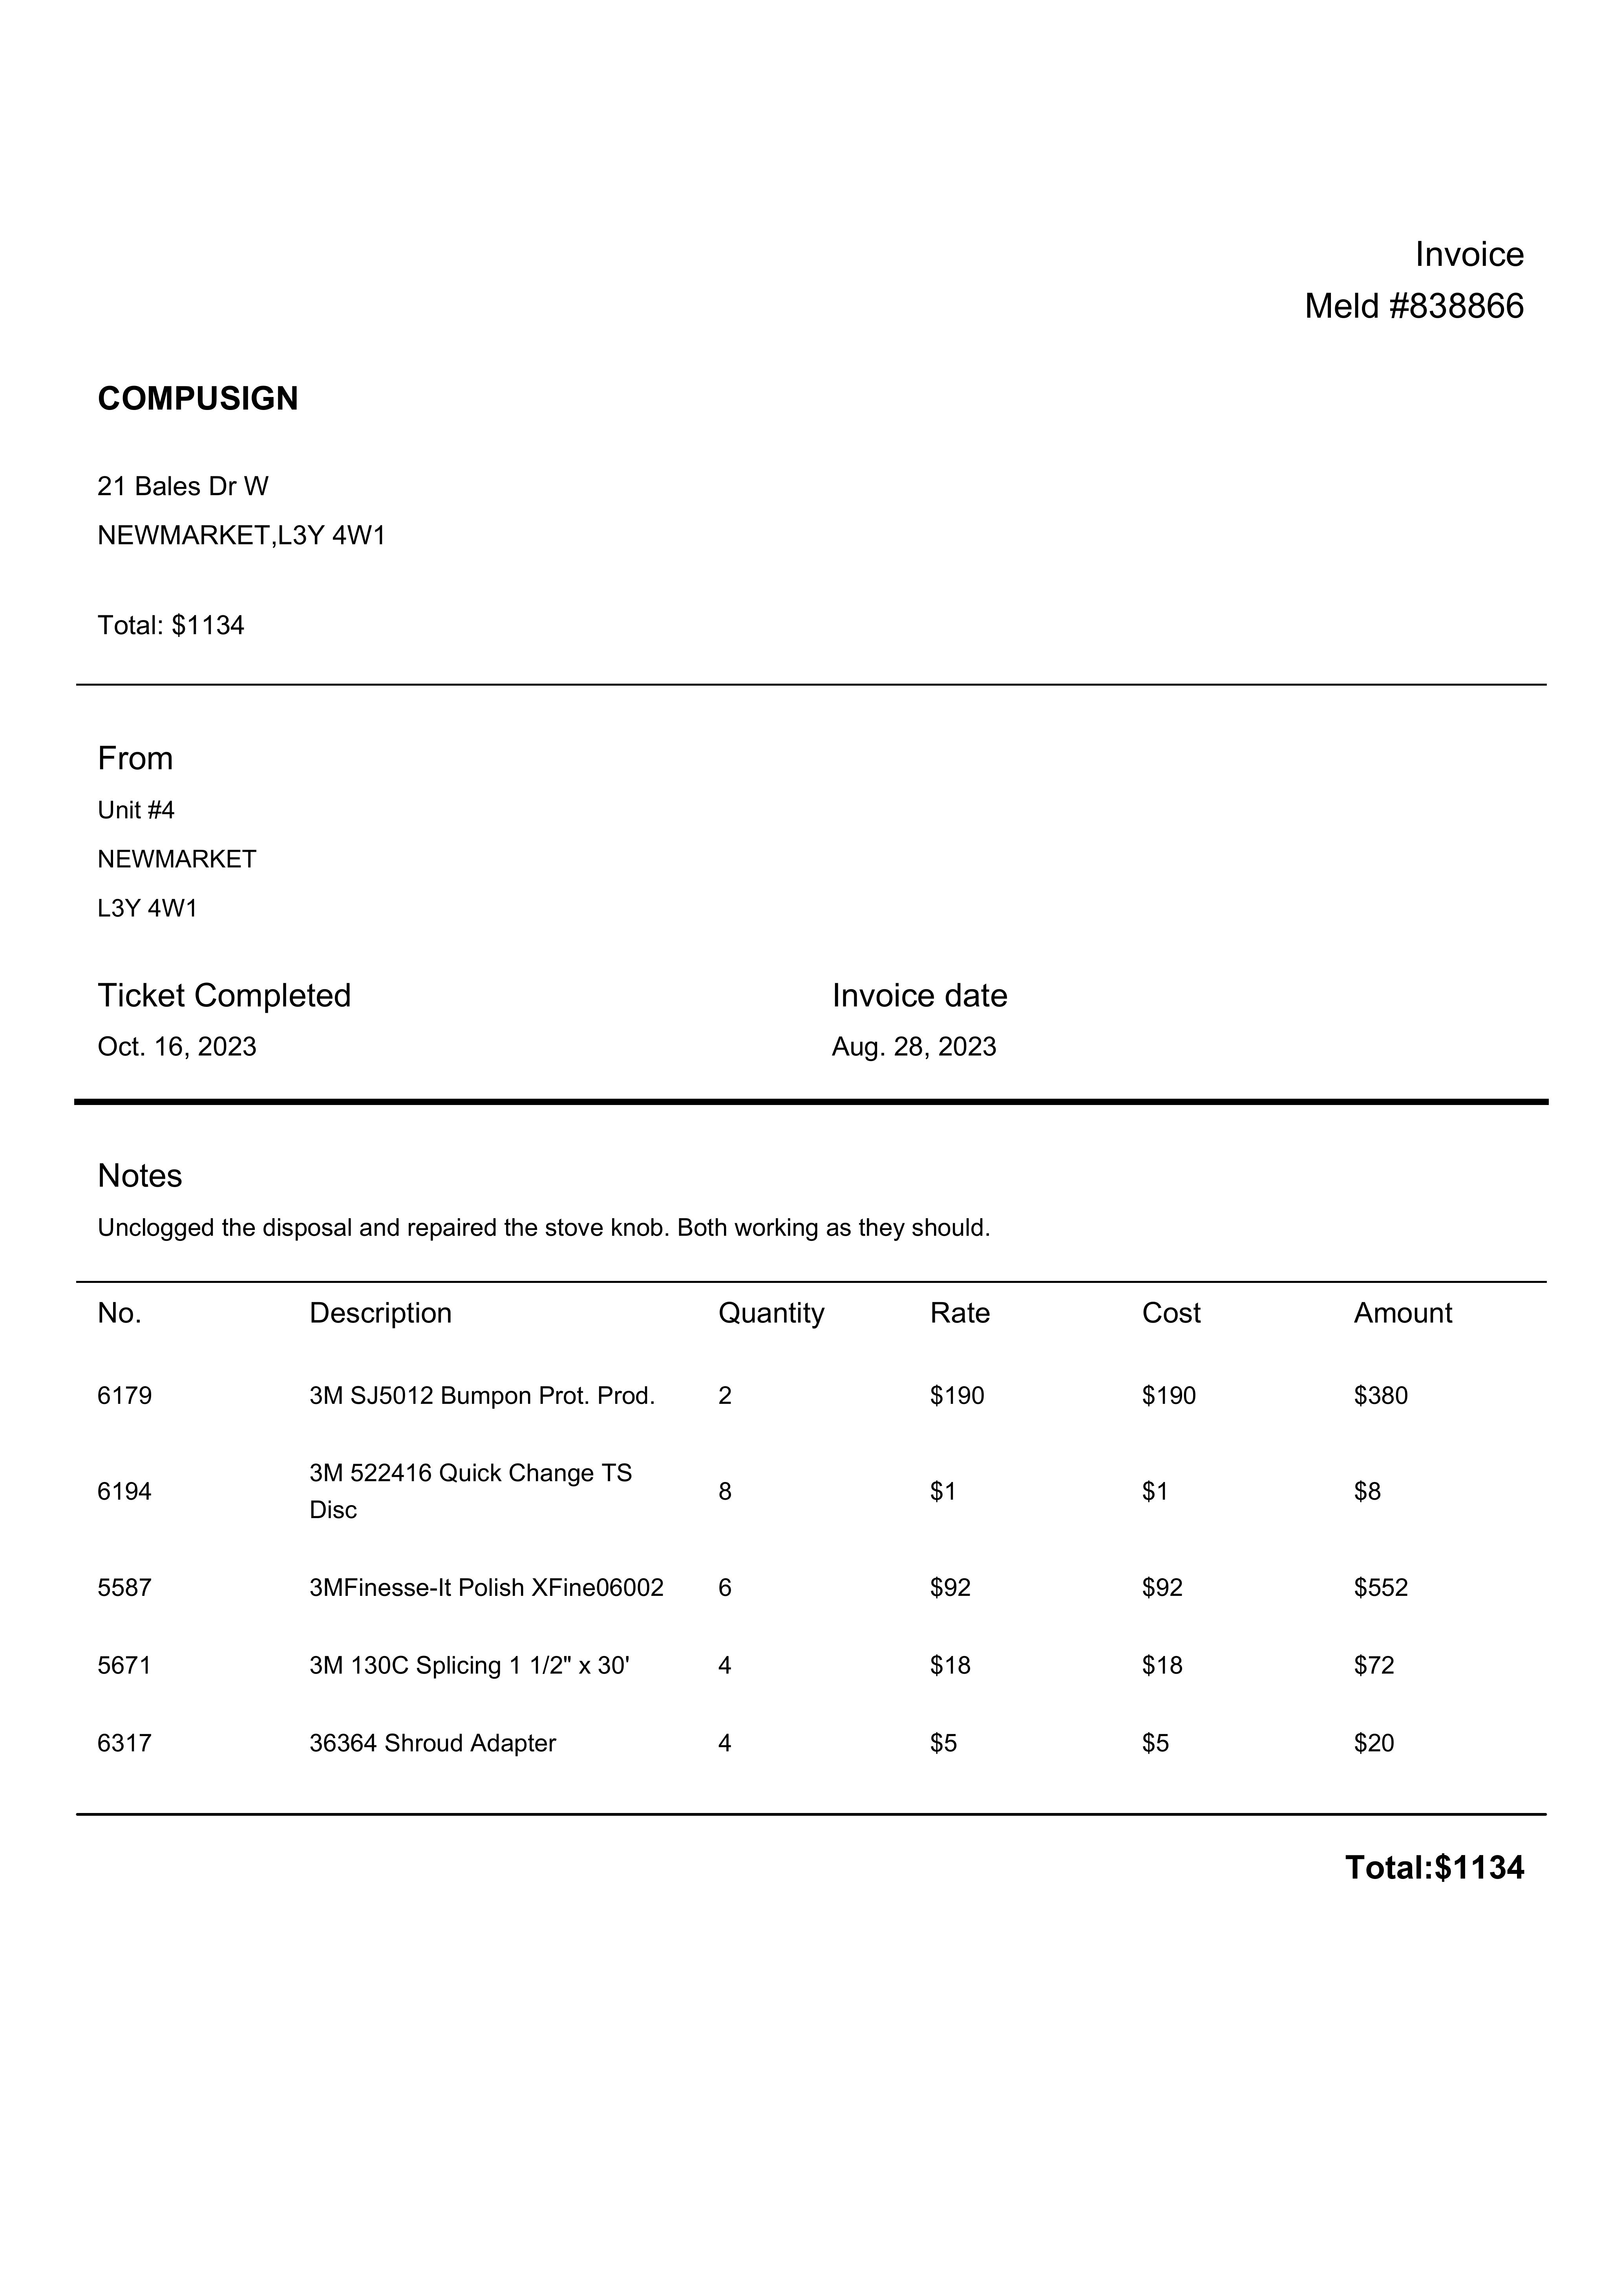 Invoice
Meld #838866
COMPUSIGN
21 Bales Dr W
NEWMARKET,L3Y 4W1
Total: $1134
From
Unit #4
NEWMARKET
L3Y 4W1
Ticket Completed Invoice date
Oct. 16, 2023 Aug. 28, 2023
Notes
Unclogged the disposal and repaired the stove knob. Both working as they should.
No. Description Quantity Rate Cost Amount
6179 3M SJ5012 Bumpon Prot. Prod. 2 $190 $190 $380
3M 522416 Quick Change TS
6194 8 $1 $1 $8
Disc
5587 3MFinesse-It Polish XFine06002 6 $92 $92 $552
5671 3M 130C Splicing 1 1/2" x 30' 4 $18 $18 $72
6317 36364 Shroud Adapter 4 $5 $5 $20
Total:$1134